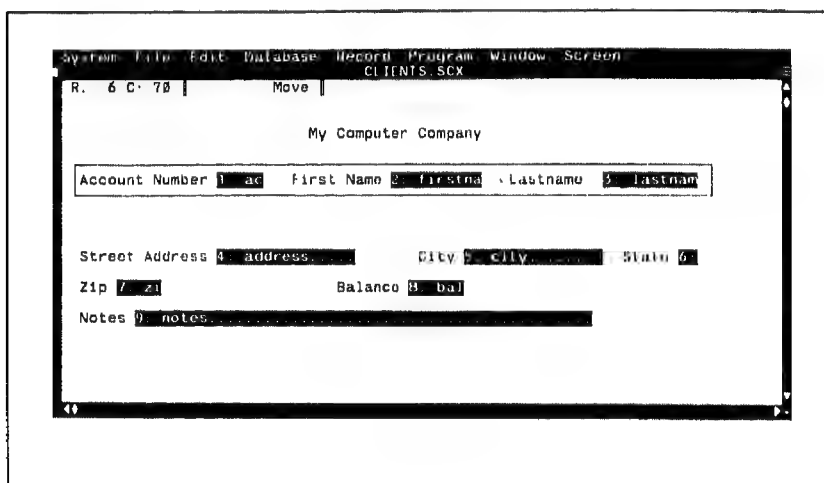 System File Edit Database Record Program Window Screen
CLIENTS.SCX
R. 6 C: 70 Move
My Computer Company
Account Number 1: ac First Name 2: firstna Lastname 3: lastnam
Street Address 4: address..... City 5: city......... State 6:
Zip 7: zi Balance 8: bal
Notes 9: notes..................................................